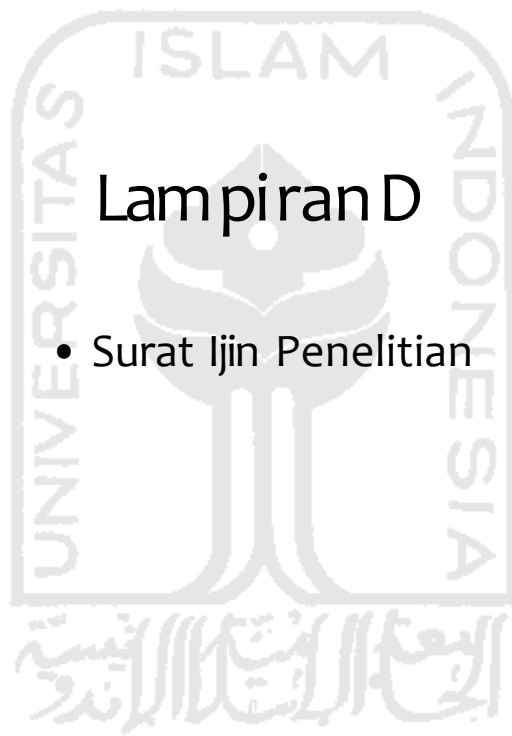 ISLAM
UNIVERSITAS
INDONESIA
Lampiran D
• Surat Ijin Penelitian